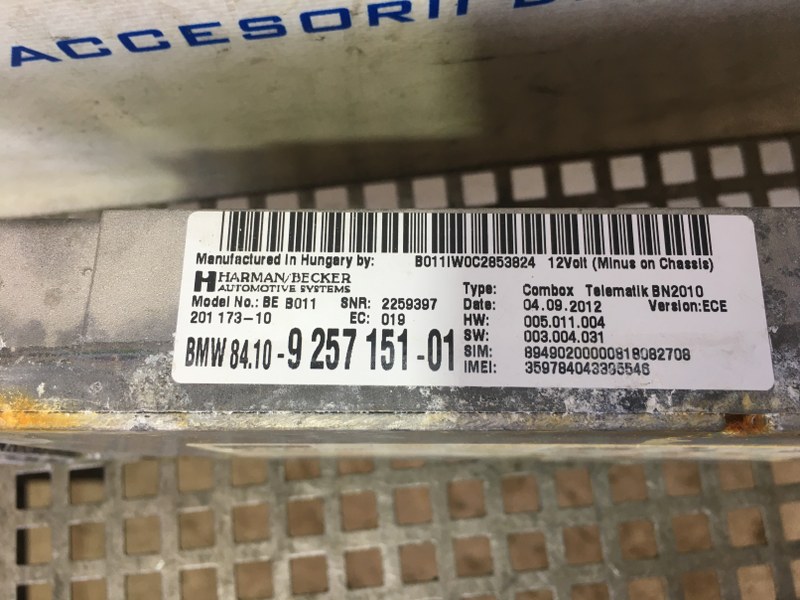 ACCESORII
Manufactured in Hungary by: B011IW0C2853824 12Volt (Minus on Chassis)
HARMAN/BECKER
AUTOMOTIVE SYSTEMS
Model No.: BE B011 SNR: 2259397
201 173-10 EC: 019
BMW 84.10 -9 257 151 -01
Type: Combox Telematik BN2010
Date: 04.09.2012 Version: ECE
HW: 005.011.004
SW: 003.004.031
SIM: 89490200000818082708
IMEI: 359784043395546